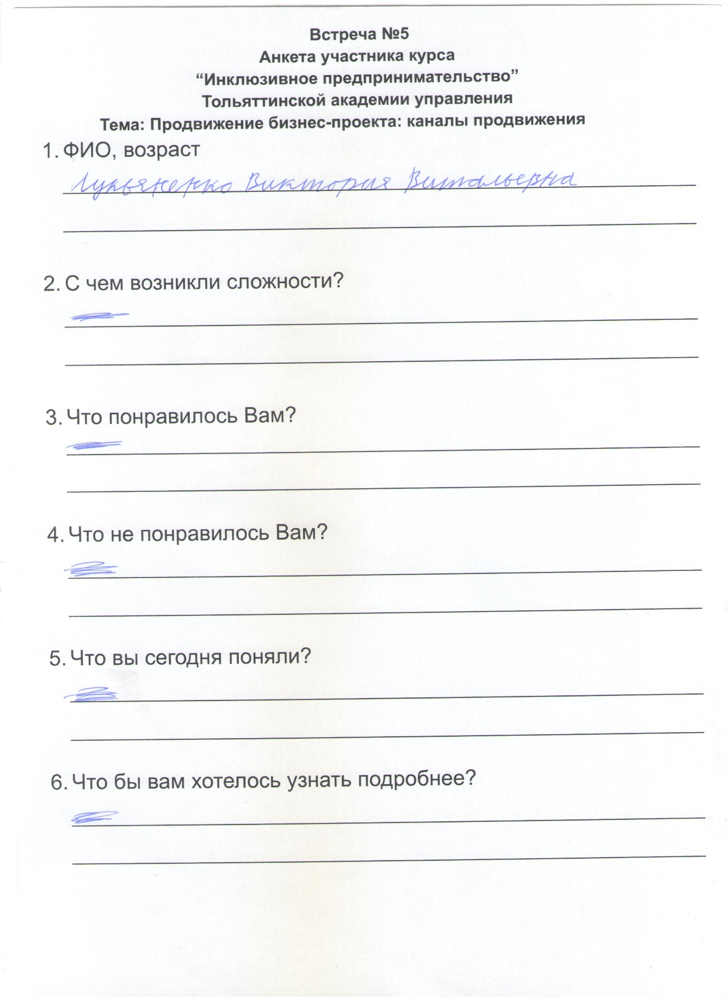 Встреча №5
Анкета участника курса
“Инклюзивное предпринимательство”
Тольяттинской академии управления
Тема: Продвижение бизнес-проекта: каналы продвижения
1. ФИО, возраст
Лукьяненко Виктория Витальевна
2. С чем возникли сложности?
3. Что понравилось Вам?
4. Что не понравилось Вам?
5. Что вы сегодня поняли?
6. Что бы вам хотелось узнать подробнее?